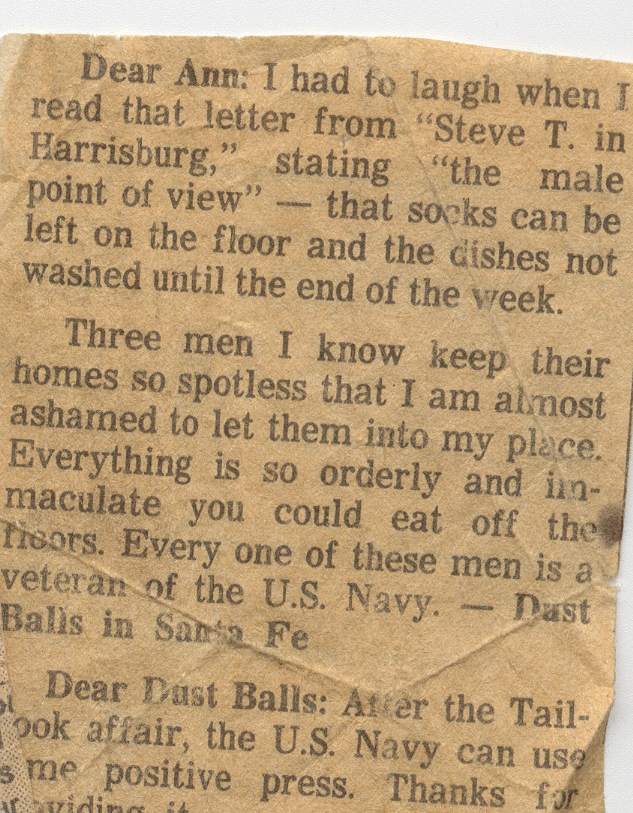 Dear Ann: I had to laugh when I
read that letter from “Steve T. in
Harrisburg,” stating “the male
point of view” — that socks can be
left on the floor and the dishes not
washed until the end of the week.
Three men I know keep their
homes so spotless that I am almost
ashamed to let them into my place.
Everything is so orderly and im-
maculate you could eat off the
floors. Every one of these men is a
veteran of the U.S. Navy. — Dust
Balls in Santa Fe
Dear Dust Balls: After the Tail-
ook affair, the U.S. Navy can use
me positive press. Thanks for
viding it